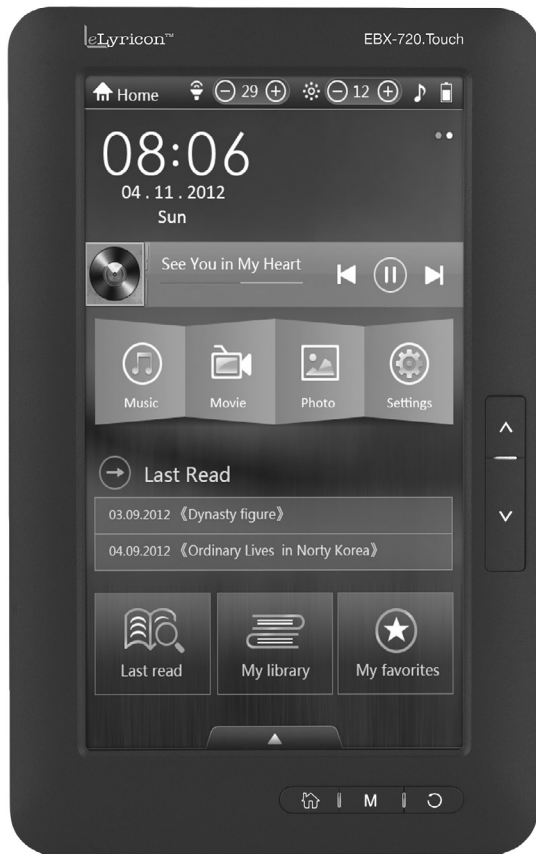 eLyricon™
EBX-720.Touch
Home 29 12
08:06
04 . 11 . 2012
Sun
See You in My Heart
Music Movie Photo Settings
Last Read
03.09.2012 《Dynasty figure》
04.09.2012 《Ordinary Lives in Norty Korea》
Last read My library My favorites
M